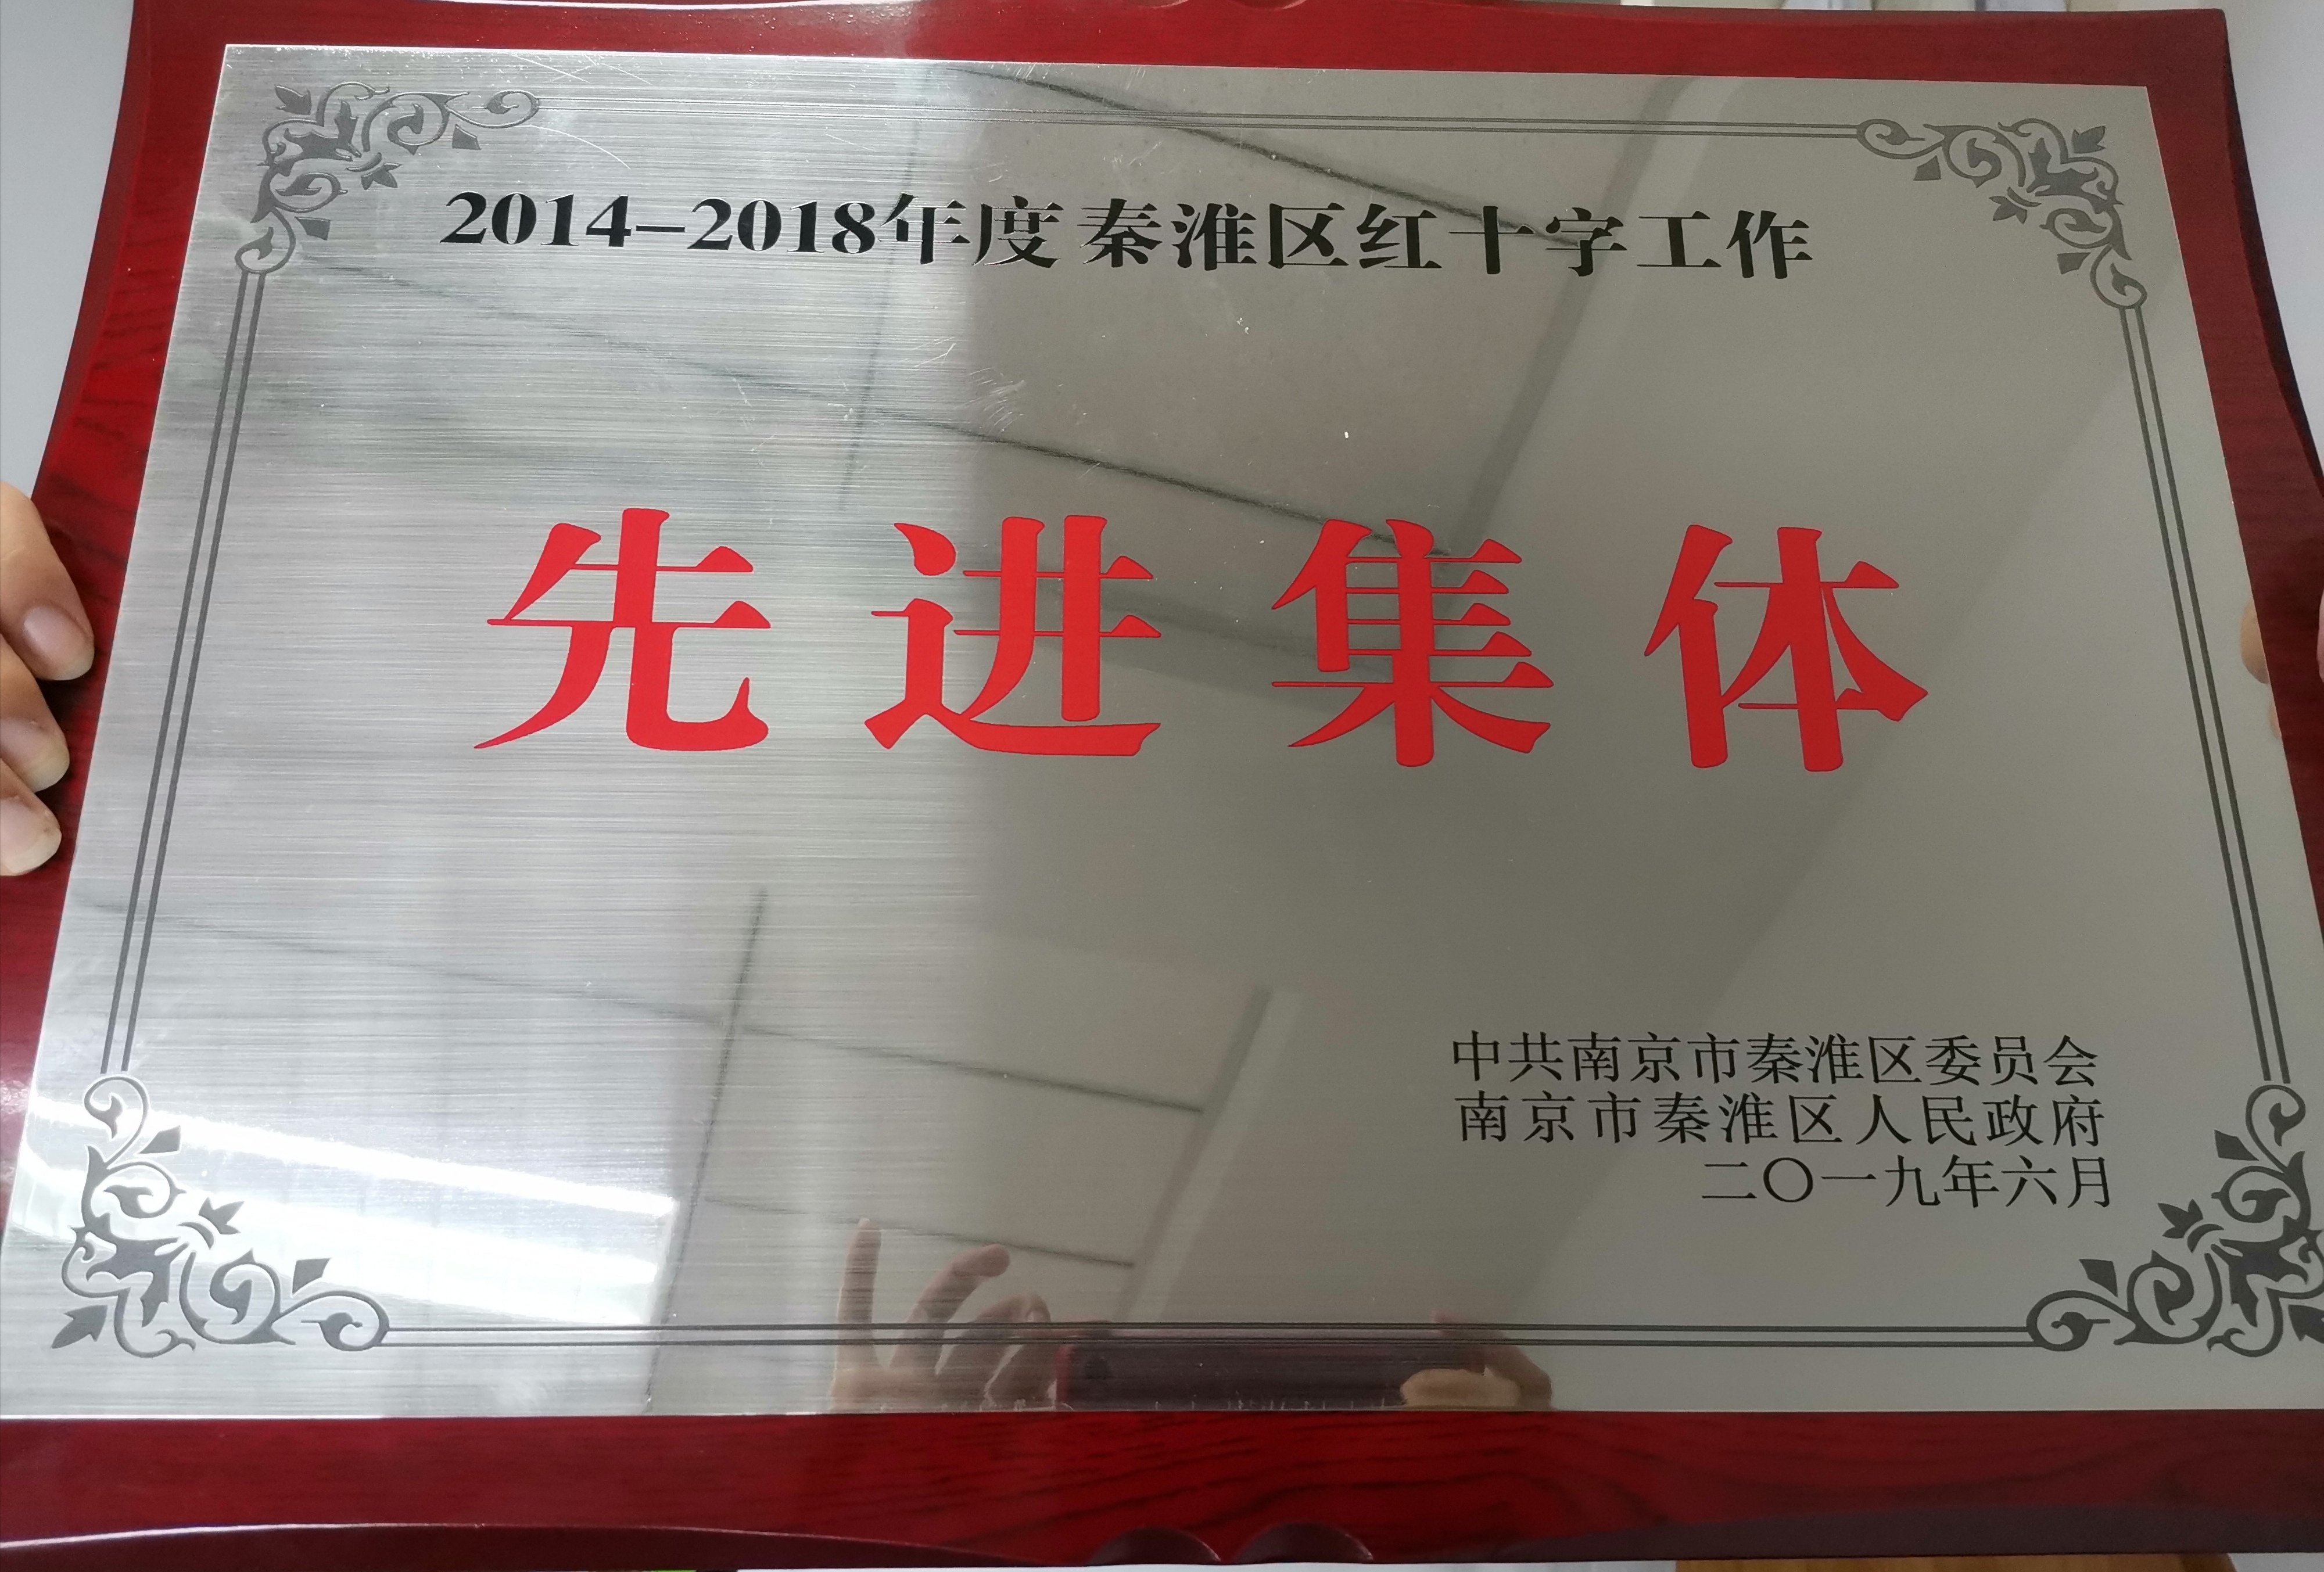 2014-2018年度秦淮区红十字工作
先进集体
中共南京市秦淮区委员会
南京市秦淮区人民政府
二〇一九年六月